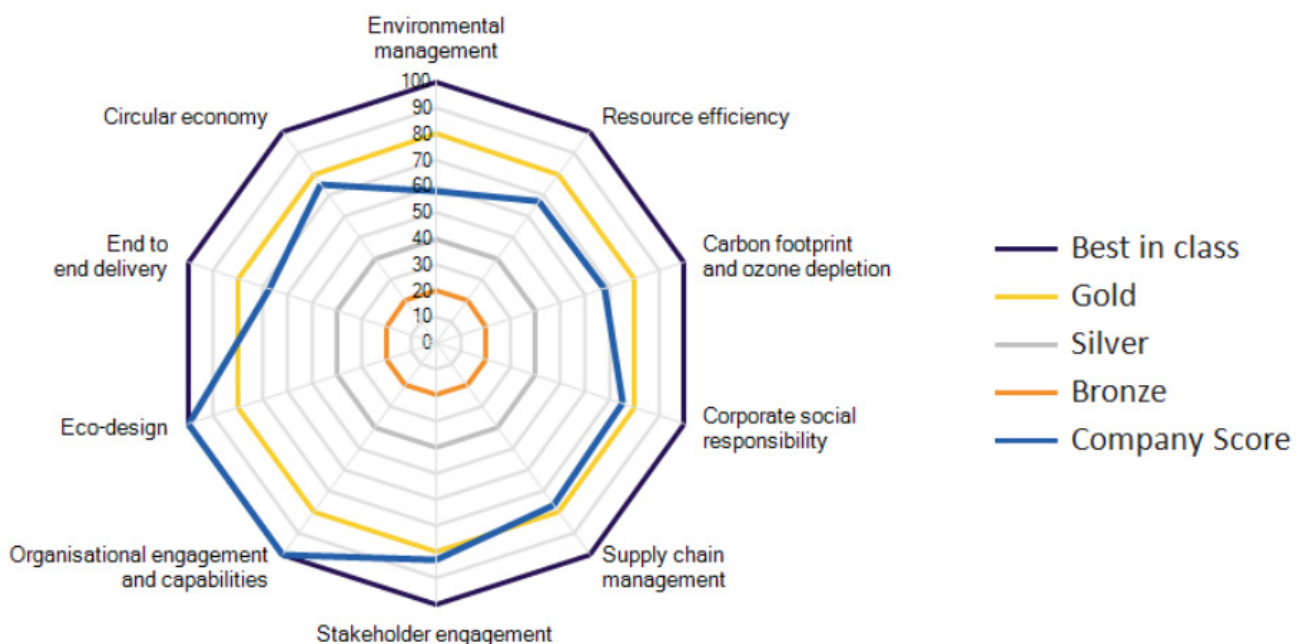 Environmental
management
Circular economy
Resource efficiency
100
90
80
70
60
50
40
30
20
10
0
End to
end delivery
Carbon footprint
and ozone depletion
Eco-design
Corporate social
responsibility
Organisational engagement
and capabilities
Supply chain
management
Stakeholder engagement
Best in class
Gold
Silver
Bronze
Company Score